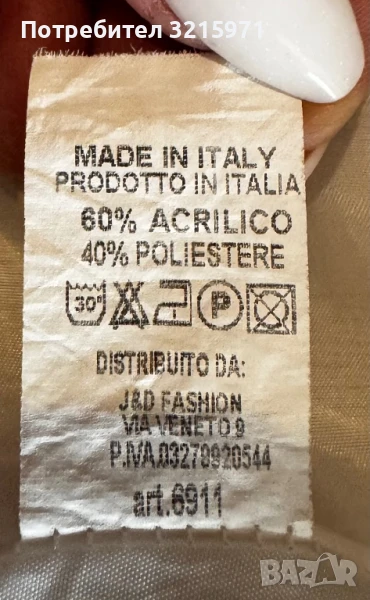 Потребител 3215971
MADE IN ITALY
PRODOTTO IN ITALIA
60% ACRILICO
40% POLIESTERE
30° P
DISTRIBUITO DA:
J&D FASHION
VIA VENETO 9
P.IVA.03279920544
art.6911
BAZAR